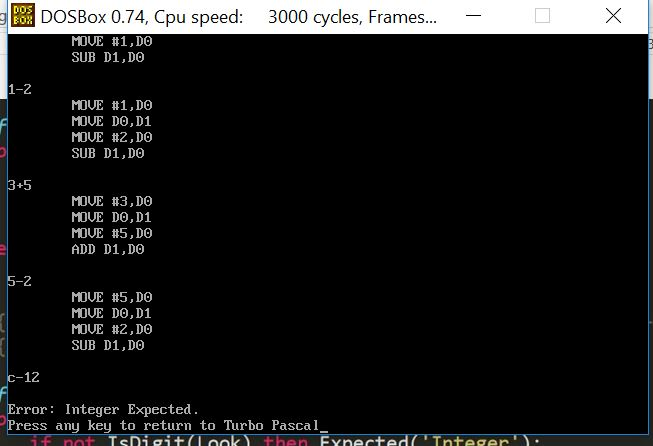 DOS BOX DOSBox 0.74, Cpu speed: 3000 cycles, Frames...
MOVE #1,D0
SUB D1,D0
1-2
MOVE #1,D0
MOVE D0,D1
MOVE #2,D0
SUB D1,D0
3+5
MOVE #3,D0
MOVE D0,D1
MOVE #5,D0
ADD D1,D0
5-2
MOVE #5,D0
MOVE D0,D1
MOVE #2,D0
SUB D1,D0
c-12
Error: Integer Expected.
Press any key to return to Turbo Pascal_
if not IsDigit(Look) then Expected('Integer');